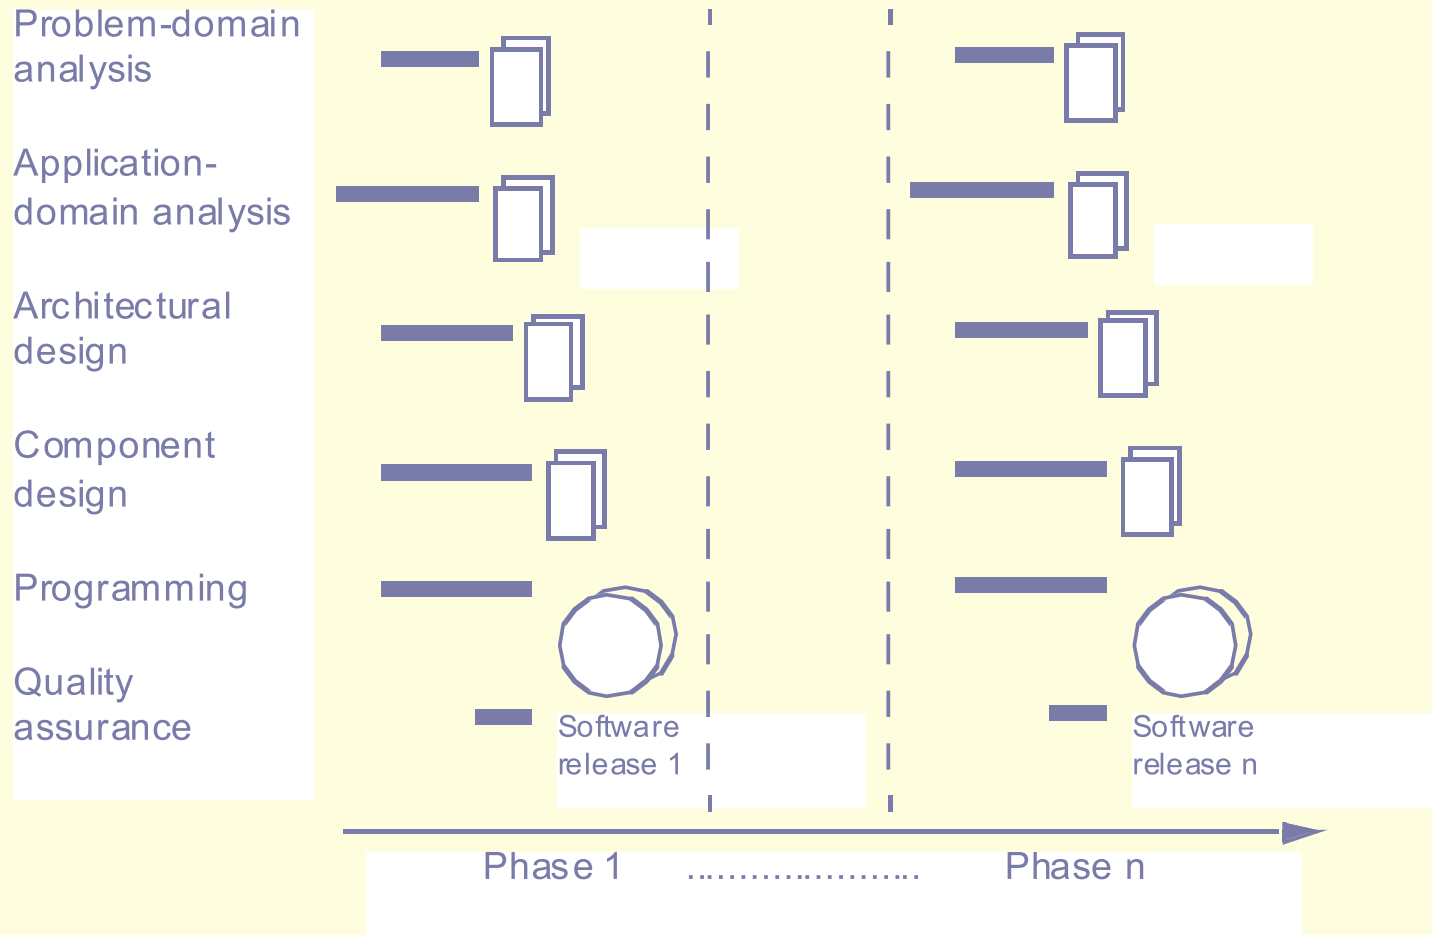 Problem-domain
analysis
Application-
domain analysis
Architectural
design
Component
design
Programming
Quality
assurance
Software
release 1
Software
release n
Phase 1 ...................... Phase n